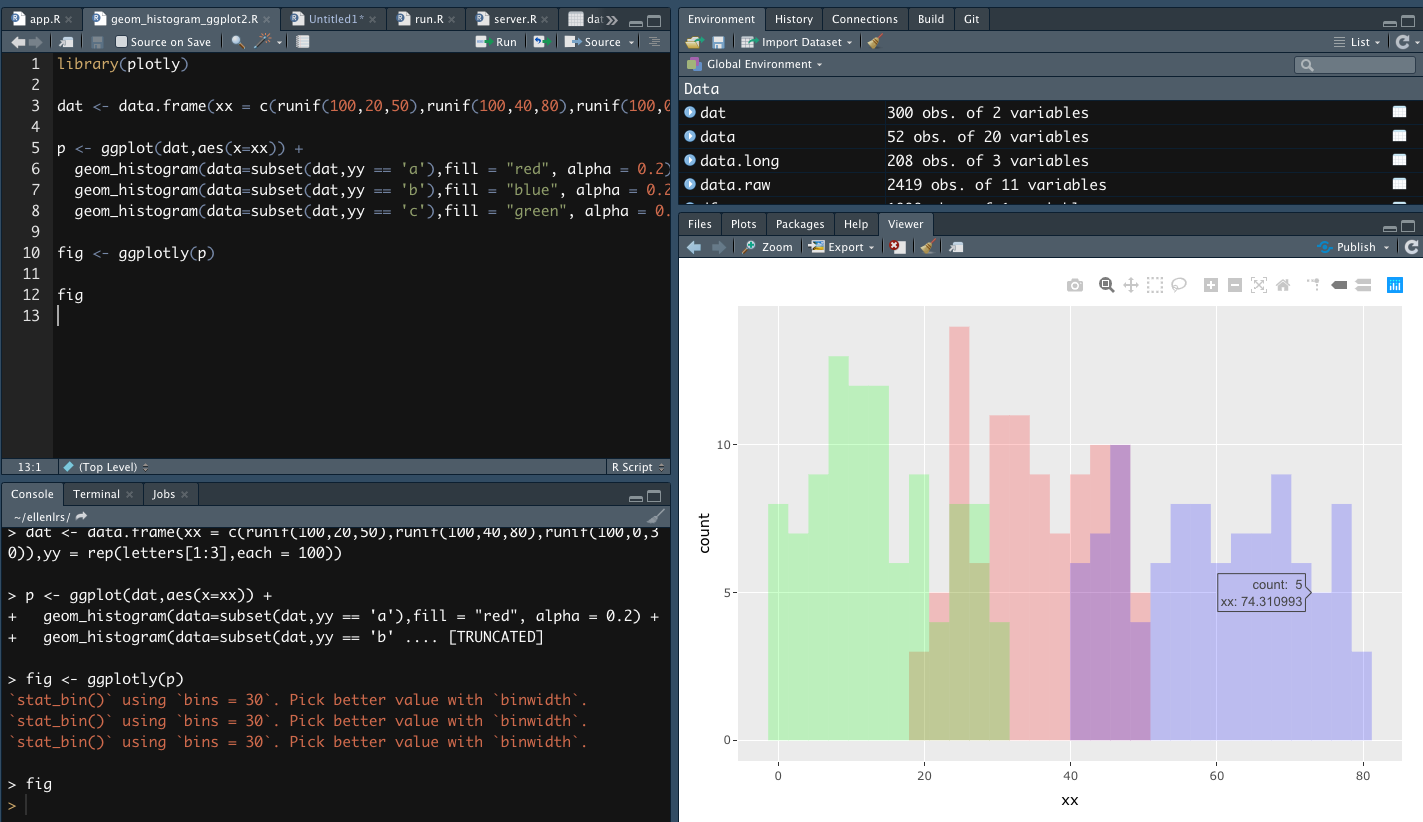 app.R ×
geom_histogram_ggplot2.R ×
Untitled1* ×
run.R ×
server.R ×
dat
Source on Save
Run
Source
1 library(plotly)
2
3 dat <- data.frame(xx = c(runif(100,20,50),runif(100,40,80),runif(100,0
4
5 p <- ggplot(dat,aes(x=xx)) +
6 geom_histogram(data=subset(dat,yy == 'a'),fill = "red", alpha = 0.2)
7 geom_histogram(data=subset(dat,yy == 'b'),fill = "blue", alpha = 0.2
8 geom_histogram(data=subset(dat,yy == 'c'),fill = "green", alpha = 0.
9
10 fig <- ggplotly(p)
11
12 fig
13
13:1 (Top Level) R Script
Console Terminal × Jobs ×
~/ellenlrs/
> dat <- data.frame(xx = c(runif(100,20,50),runif(100,40,80),runif(100,0,3
0)),yy = rep(letters[1:3],each = 100))
> p <- ggplot(dat,aes(x=xx)) +
+ geom_histogram(data=subset(dat,yy == 'a'),fill = "red", alpha = 0.2) +
+ geom_histogram(data=subset(dat,yy == 'b' .... [TRUNCATED]
> fig <- ggplotly(p)
`stat_bin()` using `bins = 30`. Pick better value with `binwidth`.
`stat_bin()` using `bins = 30`. Pick better value with `binwidth`.
`stat_bin()` using `bins = 30`. Pick better value with `binwidth`.
> fig
>
Environment History Connections Build Git
Import Dataset List
Global Environment
Data
dat 300 obs. of 2 variables
data 52 obs. of 20 variables
data.long 208 obs. of 3 variables
data.raw 2419 obs. of 11 variables
Files Plots Packages Help Viewer
Zoom Export Publish
10
5
0
count
count: 5
xx: 74.310993
0 20 40 60 80
xx